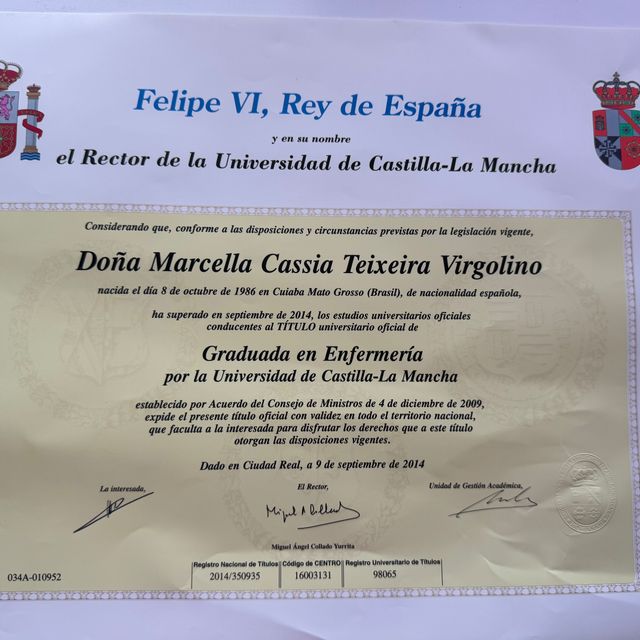 Felipe VI, Rey de España
y en su nombre
el Rector de la Universidad de Castilla-La Mancha
Considerando que, conforme a las disposiciones y circunstancias previstas por la legislación vigente,
Doña Marcella Cassia Teixeira Virgolino
nacida el día 8 de octubre de 1986 en Cuiaba Mato Grosso (Brasil), de nacionalidad española,
ha superado en septiembre de 2014, los estudios universitarios oficiales
conducentes al TÍTULO universitario oficial de
Graduada en Enfermería
por la Universidad de Castilla-La Mancha
establecido por Acuerdo del Consejo de Ministros de 4 de diciembre de 2009,
expide el presente título oficial con validez en todo el territorio nacional,
que faculta a la interesada para disfrutar los derechos que a este título
otorgan las disposiciones vigentes.
Dado en Ciudad Real, a 9 de septiembre de 2014
La interesada, El Rector, Unidad de Gestión Académica,
Miguel Ángel Collado Yurrita
Registro Nacional de Títulos Código de CENTRO Registro Universitario de Títulos
034A-010952 2014/350935 16003131 98065